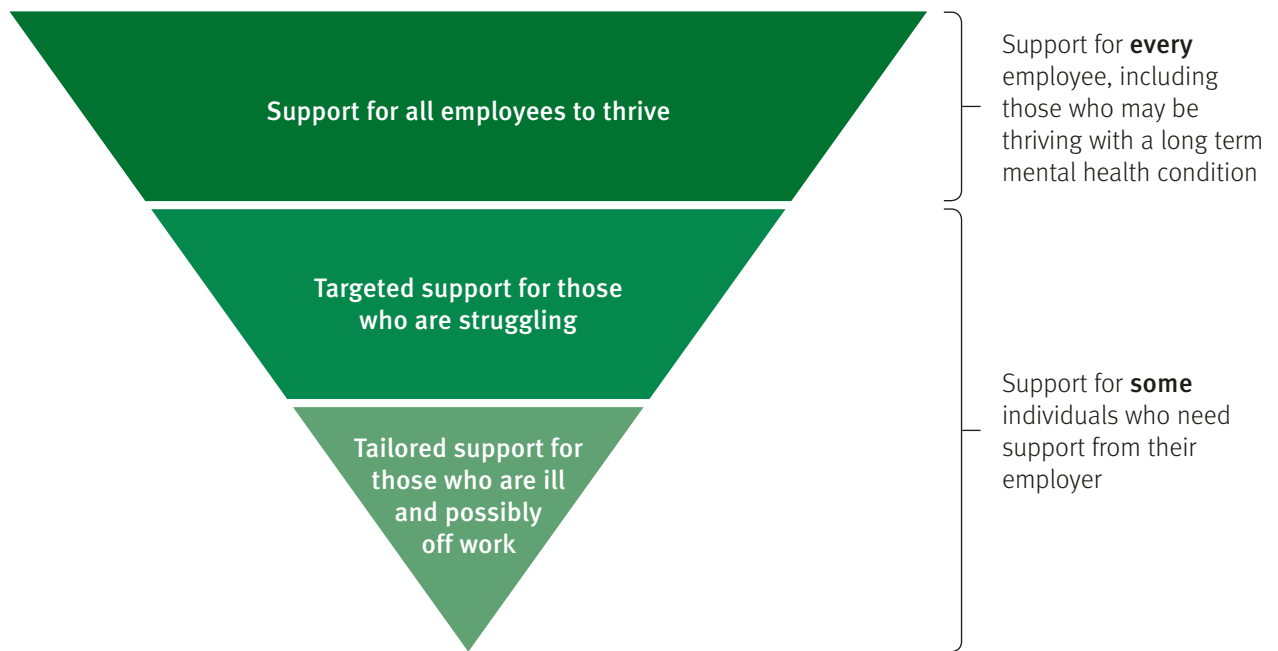 Support for all employees to thrive
Support for every
employee, including
those who may be
thriving with a long term
mental health condition
Targeted support for those
who are struggling
Tailored support for
those who are ill
and possibly
off work
Support for some
individuals who need
support from their
employer